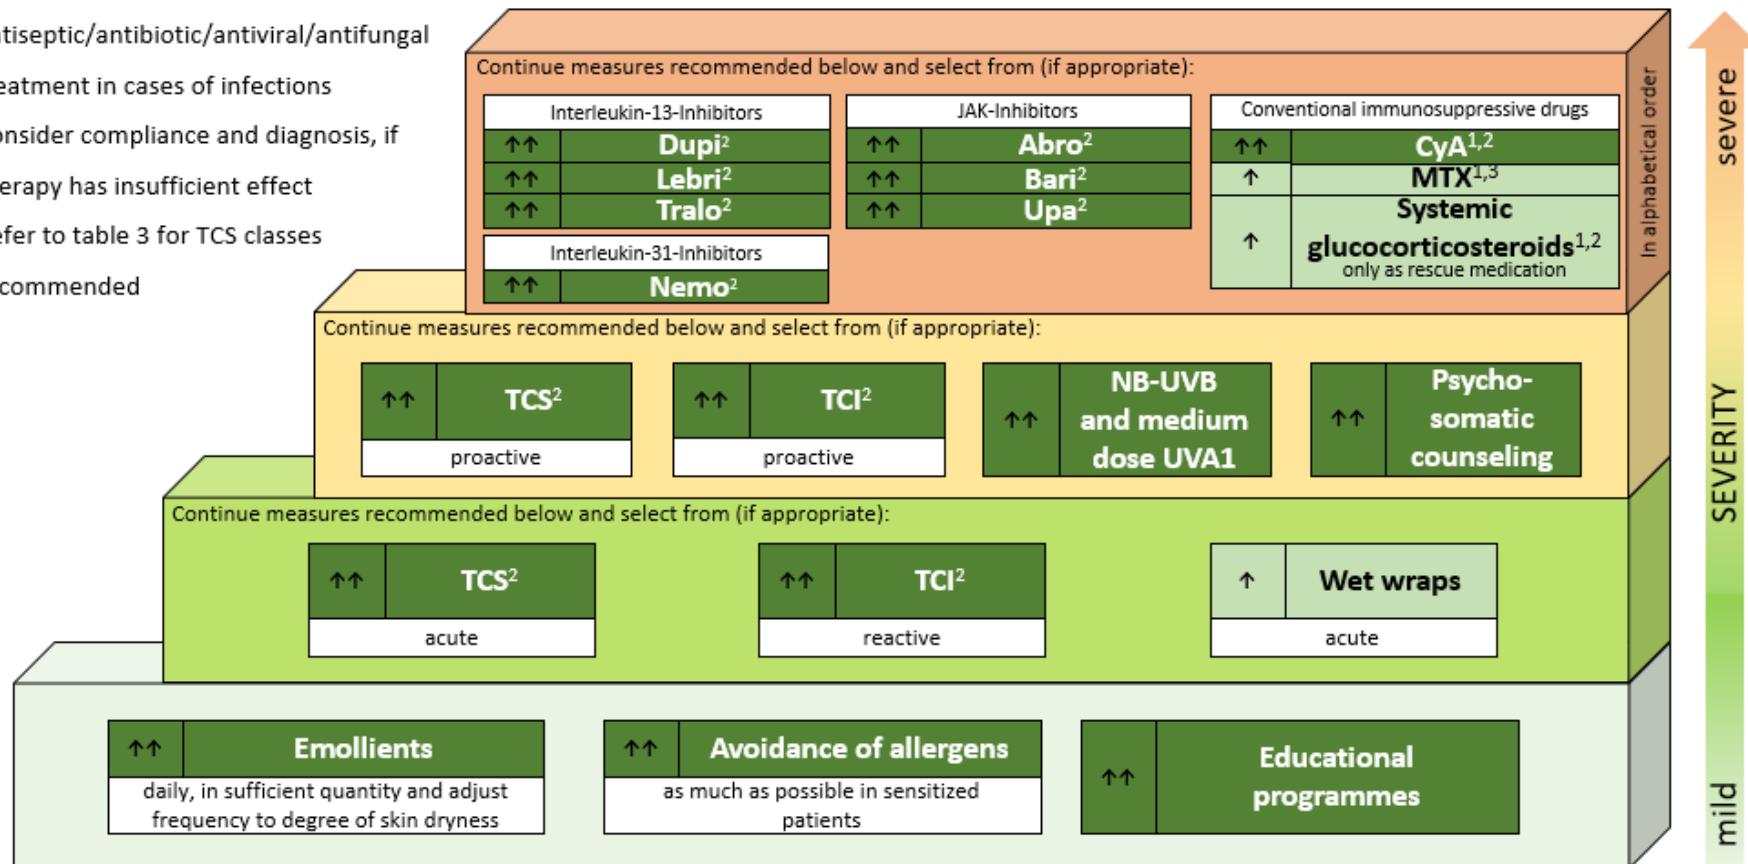 ntiseptic/antibiotic/antiviral/antifungal
reatment in cases of infections
onsider compliance and diagnosis, if
erapy has insufficient effect
efer to table 3 for TCS classes
commended
Continue measures recommended below and select from (if appropriate):
Interleukin-13-Inhibitors
↑↑ Dupi²
↑↑ Lebri²
↑↑ Tralo²
Interleukin-31-Inhibitors
↑↑ Nemo²
JAK-Inhibitors
↑↑ Abro²
↑↑ Bari²
↑↑ Upa²
Conventional immunosuppressive drugs
↑↑ CyA¹,²
↑ MTX¹,³
↑ Systemic
glucocorticosteroids¹,²
only as rescue medication
In alphabetical order
Continue measures recommended below and select from (if appropriate):
↑↑ TCS²
proactive
↑↑ TCI²
proactive
↑↑ NB-UVB
and medium
dose UVA1
↑↑ Psycho-
somatic
counseling
Continue measures recommended below and select from (if appropriate):
↑↑ TCS²
acute
↑↑ TCI²
reactive
↑ Wet wraps
acute
↑↑ Emollients
daily, in sufficient quantity and adjust
frequency to degree of skin dryness
↑↑ Avoidance of allergens
as much as possible in sensitized
patients
↑↑ Educational
programmes
severe
SEVERITY
mild